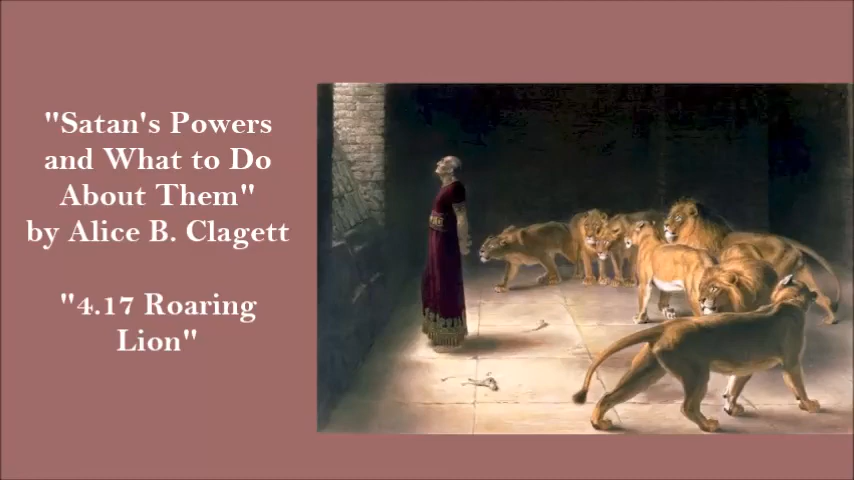 "Satan's Powers
and What to Do
About Them"
by Alice B. Clagett
"4.17 Roaring
Lion"